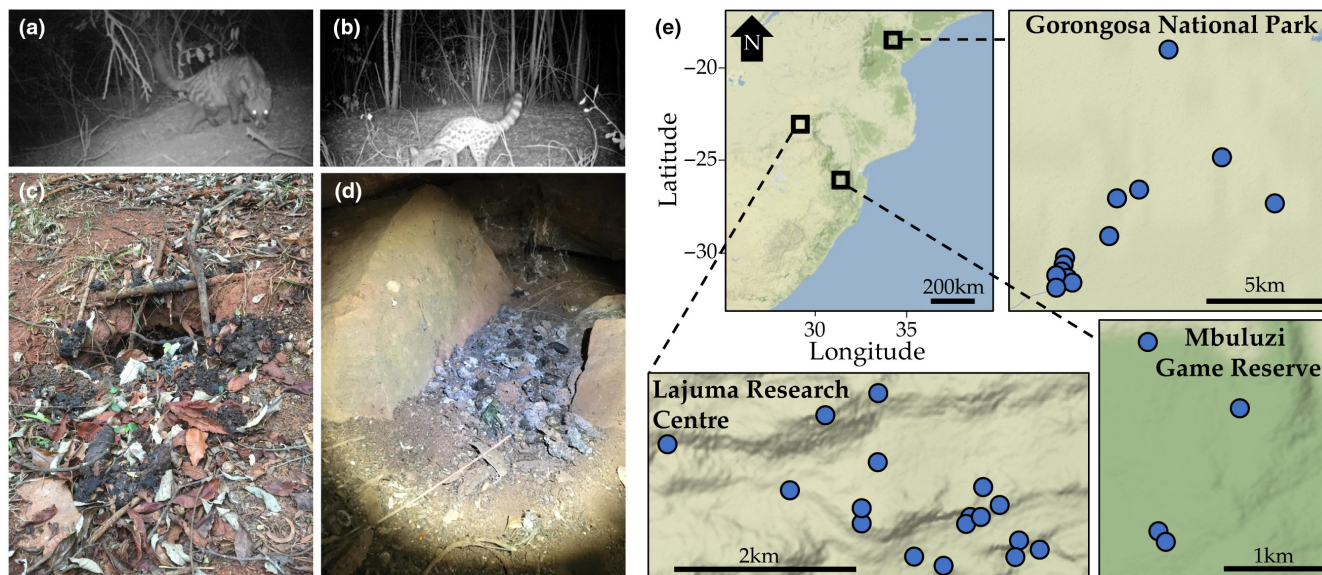 (a)
(b)
(c)
(d)
(e)
N
Latitude
−20
−25
−30
30
35
Longitude
200km
Gorongosa National Park
5km
Lajuma Research
Centre
2km
Mbuluzi
Game Reserve
1km